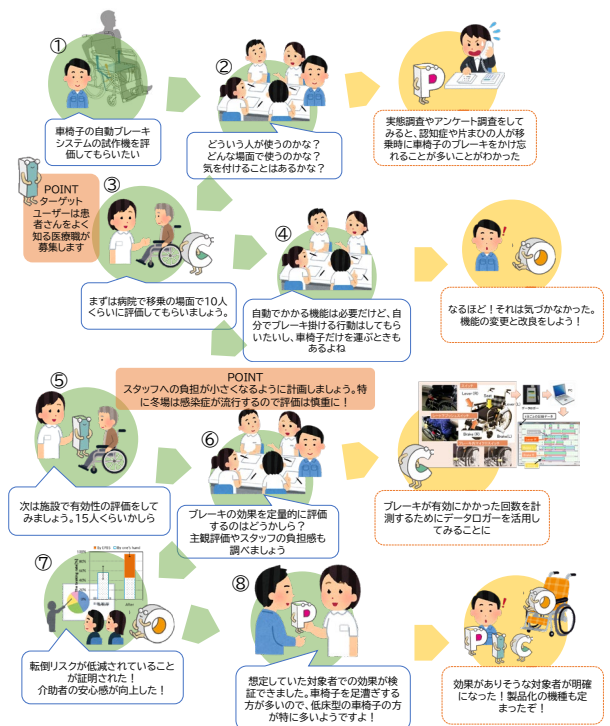 ①
車椅子の自動ブレーキ
システムの試作機を評
価してもらいたい
②
どういう人が使うのかな？
どんな場面で使うのかな？
気を付けることはあるかな？
P
実態調査やアンケート調査をして
みると、認知症や片まひの人が移
乗時に車椅子のブレーキをかけ忘
れることが多いことがわかった
POINT
ターゲット
ユーザーは患
者さんをよく
知る医療職が
募集します
I
③
C
まずは病院で移乗の場面で10人
くらいに評価してもらいましょう。
④
自動でかかる機能は必要だけど、自
分でブレーキ掛ける行動はしてもら
いたいし、車椅子だけを運ぶときも
あるよね
O
なるほど！それは気づかなかった。
機能の変更と改良をしよう！
POINT
スタッフへの負担が小さくなるように計画しましょう。特
に冬場は感染症が流行するので評価は慎重に！
⑤
I
次は施設で有効性の評価をして
みましょう。15人くらいかしら
⑥
ブレーキの効果を定量的に評価
するのはどうかしら？
主観評価やスタッフの負担感も
調べましょう
C
Lever (R)
Seat
Brake (R)
Brake(L)
PC
ブレーキが有効にかかった回数を計
測するためにデータロガーを活用し
てみることに
⑦
O
転倒リスクが低減されていること
が証明された！
介助者の安心感が向上した！
⑧
P
想定していた対象者での効果が検
証できました。車椅子を足漕ぎする
方が多いので、低床型の車椅子の方
が特に多いようですよ！
P
I
C
O
効果がありそうな対象者が明確
になった！製品化の機種も定
まったぞ！